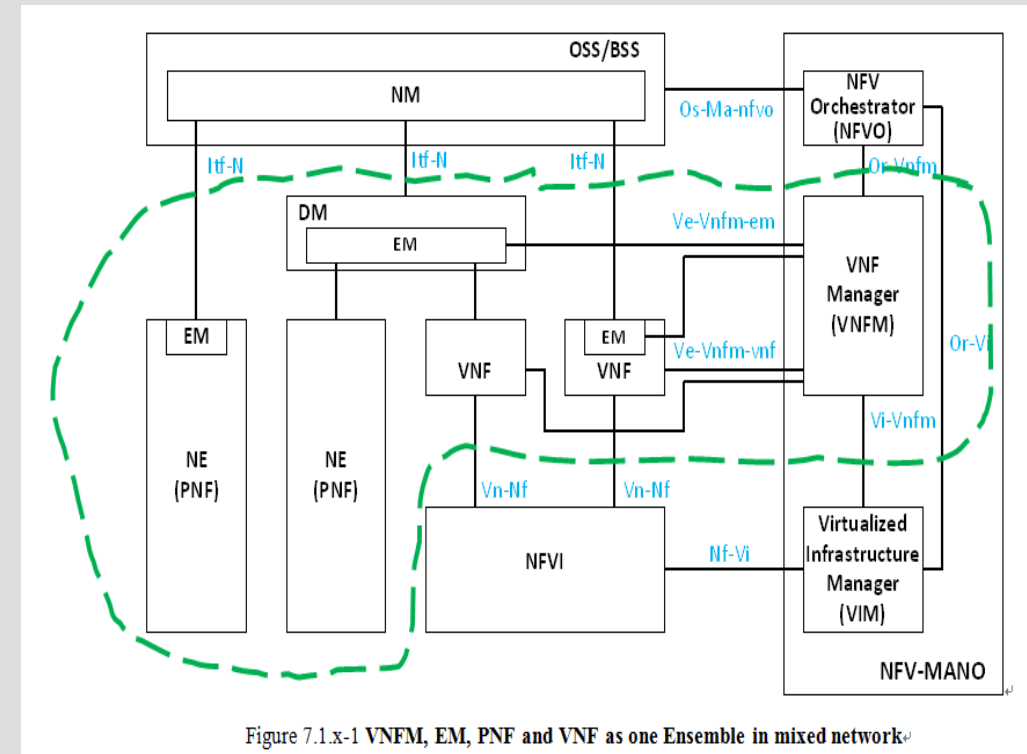 OSS/BSS
NM
NFV
Orchestrator
(NFVO)
Os-Ma-nfvo
Itf-N
Itf-N
Itf-N
Or-Vnfm
DM
EM
Ve-Vnfm-em
VNF
Manager
(VNFM)
EM
EM
VNF
VNF
Ve-Vnfm-vnf
Or-Vi
Vi-Vnfm
NE
(PNF)
NE
(PNF)
Vn-Nf
Vn-Nf
NFVI
Nf-Vi
Virtualized
Infrastructure
Manager
(VIM)
NFV-MANO
Figure 7.1.x-1 VNFM, EM, PNF and VNF as one Ensemble in mixed network